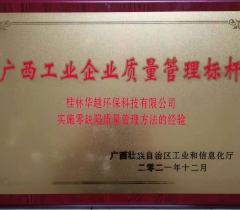 广西工业企业质量管理标杆
桂林华越环保科技有限公司
实施零缺陷质量管理方法的经验
广西壮族自治区工业和信息化厅
二〇二一年十二月